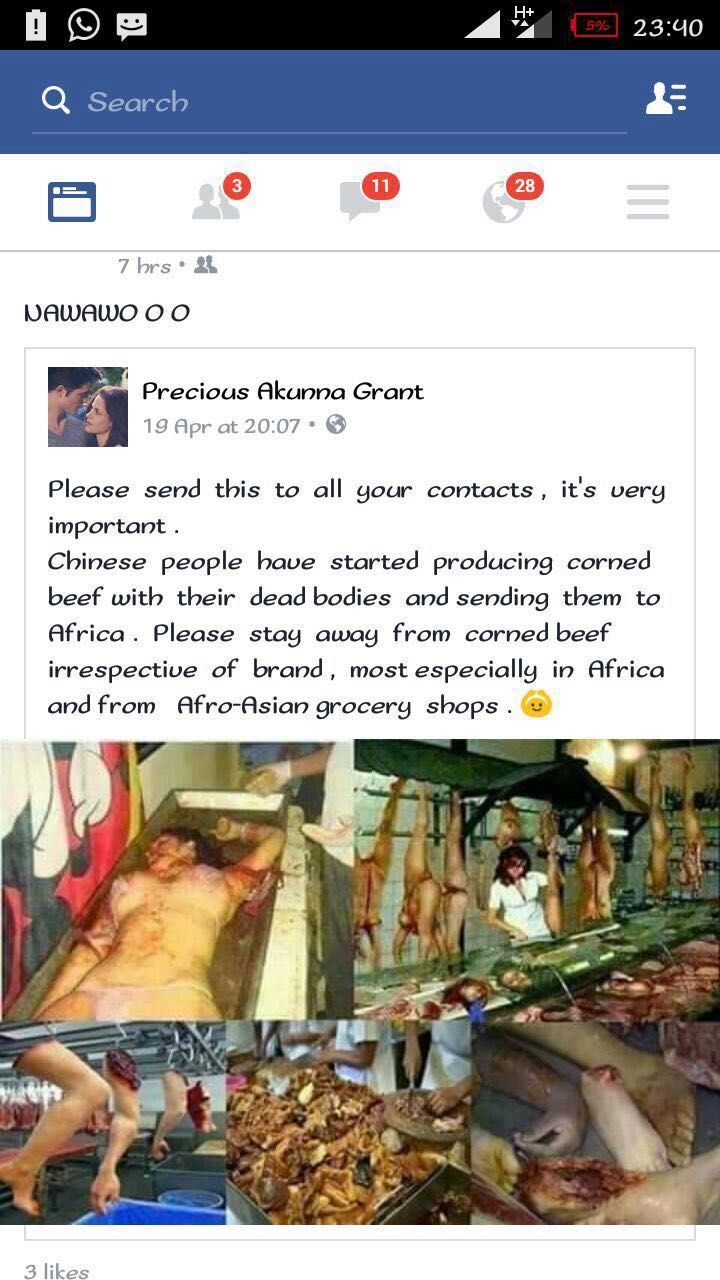 H+
5%
23:40
Search
3
11
28
7 hrs
NAWAWO O O
Precious Akunna Grant
19 Apr at 20:07
Please send this to all your contacts , it's very
important .
Chinese people have started producing corned
beef with their dead bodies and sending them to
Africa . Please stay away from corned beef
irrespective of brand , most especially in Africa
and from Afro-Asian grocery shops .
3 likes